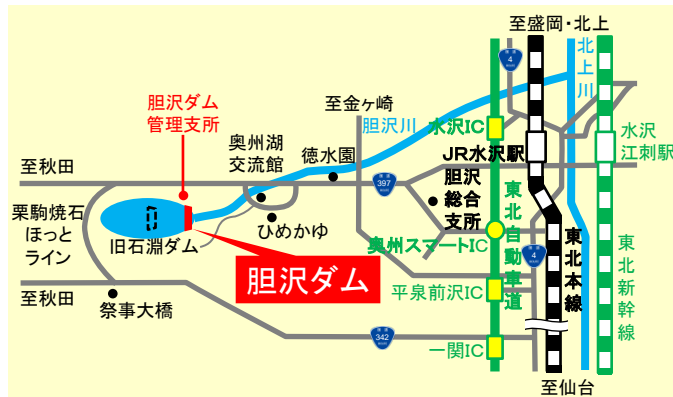 至盛岡・北上
国道
4
ROUTE
北上川
胆沢ダム
管理支所
至金ヶ崎
胆沢川
水沢IC
奥州湖
交流館
徳水園
JR水沢駅
水沢
江刺駅
至秋田
397
胆沢
総合
支所
栗駒焼石
ほっと
ライン
ひめかゆ
旧石淵ダム
奥州スマートIC
東北自動車道
4
東北本線
東北新幹線
胆沢ダム
至秋田
祭事大橋
平泉前沢IC
342
一関IC
至仙台